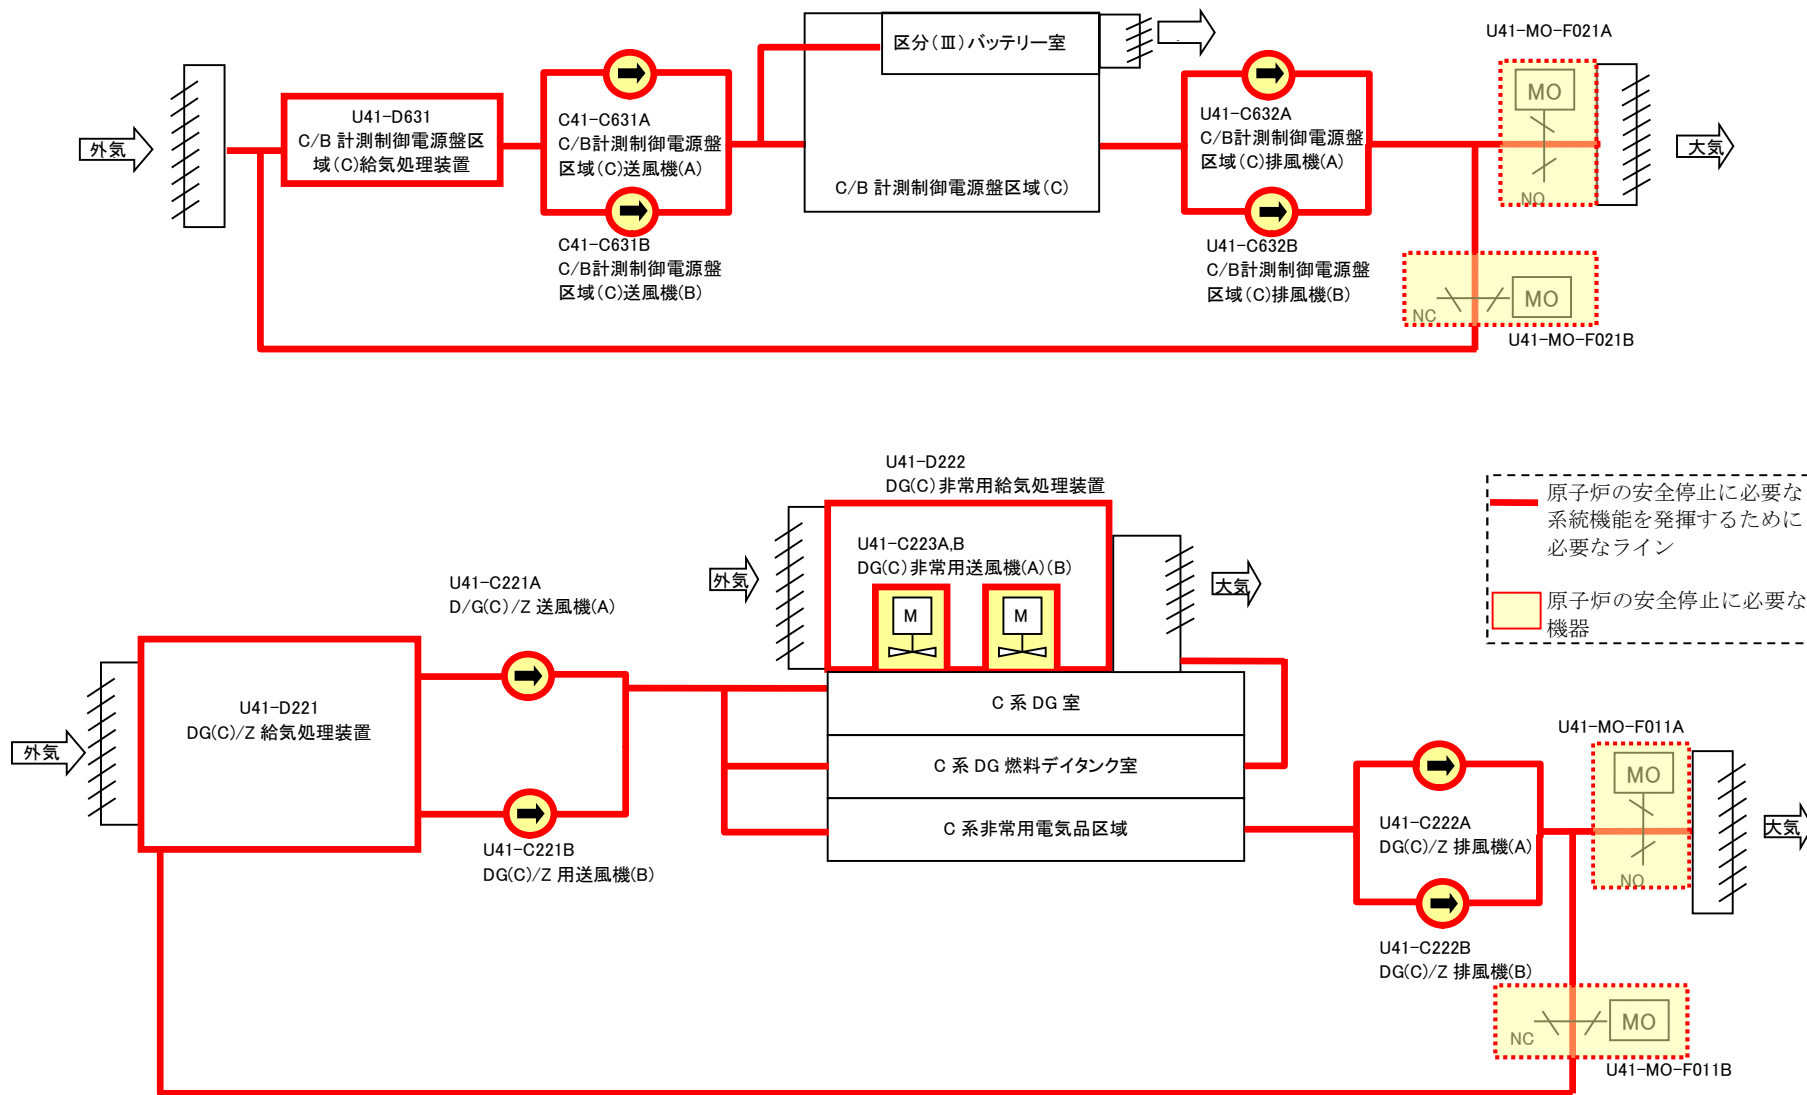 U41-MO-F021A
区分(Ⅲ)バッテリー室
MO
NO
外気
U41-D631
C/B 計測制御電源盤区
域(C)給気処理装置
C41-C631A
C/B計測制御電源盤
区域(C)送風機(A)
C/B 計測制御電源盤区域(C)
U41-C632A
C/B計測制御電源盤
区域(C)排風機(A)
大気
C41-C631B
C/B計測制御電源盤
区域(C)送風機(B)
U41-C632B
C/B計測制御電源盤
区域(C)排風機(B)
NC
MO
U41-MO-F021B
U41-D222
DG(C)非常用給気処理装置
U41-C223A,B
DG(C)非常用送風機(A)(B)
外気
M
M
大気
原子炉の安全停止に必要な
系統機能を発揮するために
必要なライン
原子炉の安全停止に必要な
機器
U41-C221A
D/G(C)/Z 送風機(A)
外気
U41-D221
DG(C)/Z 給気処理装置
C 系 DG 室
C 系 DG 燃料デイタンク室
C 系非常用電気品区域
U41-C221B
DG(C)/Z 用送風機(B)
U41-MO-F011A
MO
NO
大気
U41-C222A
DG(C)/Z 排風機(A)
U41-C222B
DG(C)/Z 排風機(B)
NC
MO
U41-MO-F011B